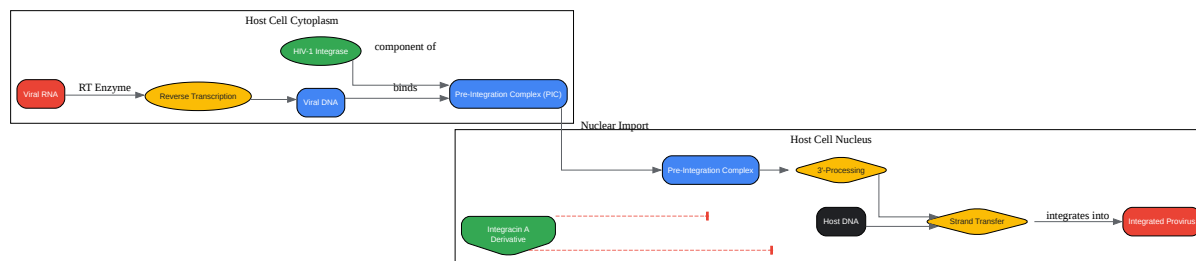 Host Cell Cytoplasm
HIV-1 Integrase
component of
Viral RNA
RT Enzyme
Reverse Transcription
Viral DNA
binds
Pre-Integration Complex (PIC)
Nuclear Import
Host Cell Nucleus
Pre-Integration Complex
3'-Processing
Integracin A
Derivative
Host DNA
Strand Transfer
integrates into
Integrated Provirus